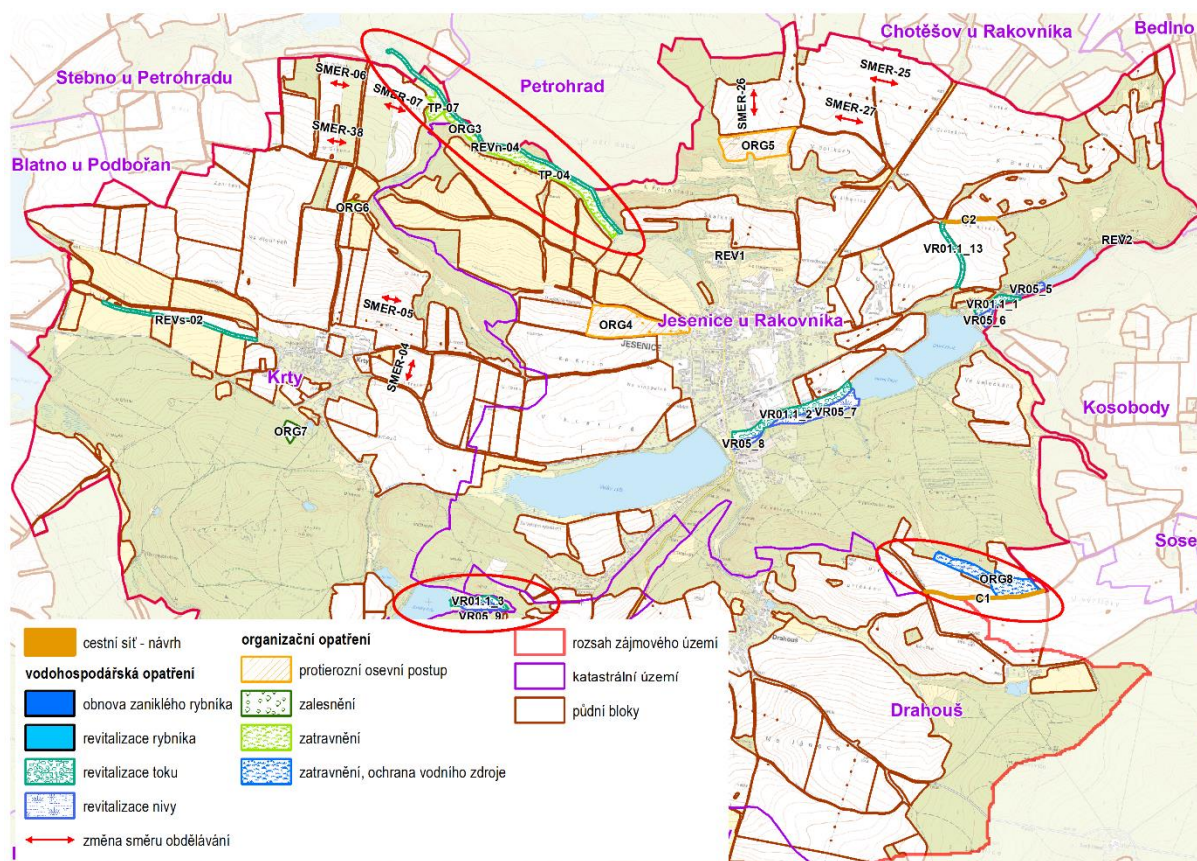 Chotěšov u Rakovníka
Bedlno
Stebno u Petrohradu
Petrohrad
SMER-06
SMER-07
SMER-38
TP-07
ORG3
REVn-04
TP-04
SMER-25
SMER-26
SMER-27
ORG5
Blatno u Podbořan
ORG6
C2
REV1
VR01.1_13
REV2
VR05_5
VR01.1_1
VR05_6
REVs-02
SMER-05
ORG4
Jesenice u Rakovníka
JESENICE
SMER-04
Krty
Krty
Kosobody
VR01.1_2
VR05_7
VR05_8
ORG7
ORG8
C1
VR01.1_3
VR05_9
Drahouš
Drahouš
cestní síť - návrh
vodohospodářská opatření
obnova zaniklého rybníka
revitalizace rybníka
revitalizace toku
revitalizace nivy
změna směru obdělávání
organizační opatření
protierozní osevní postup
zalesnění
zatravnění
zatravnění, ochrana vodního zdroje
rozsah zájmového území
katastrální území
půdní bloky